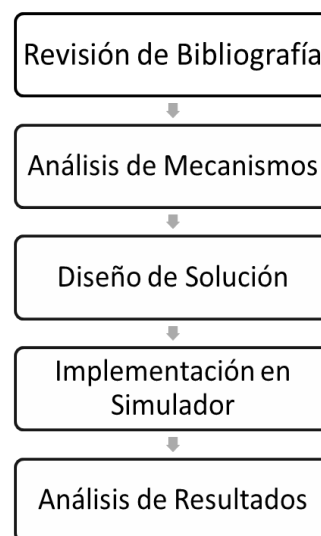 Revisión de Bibliografía
Análisis de Mecanismos
Diseño de Solución
Implementación en
Simulador
Análisis de Resultados